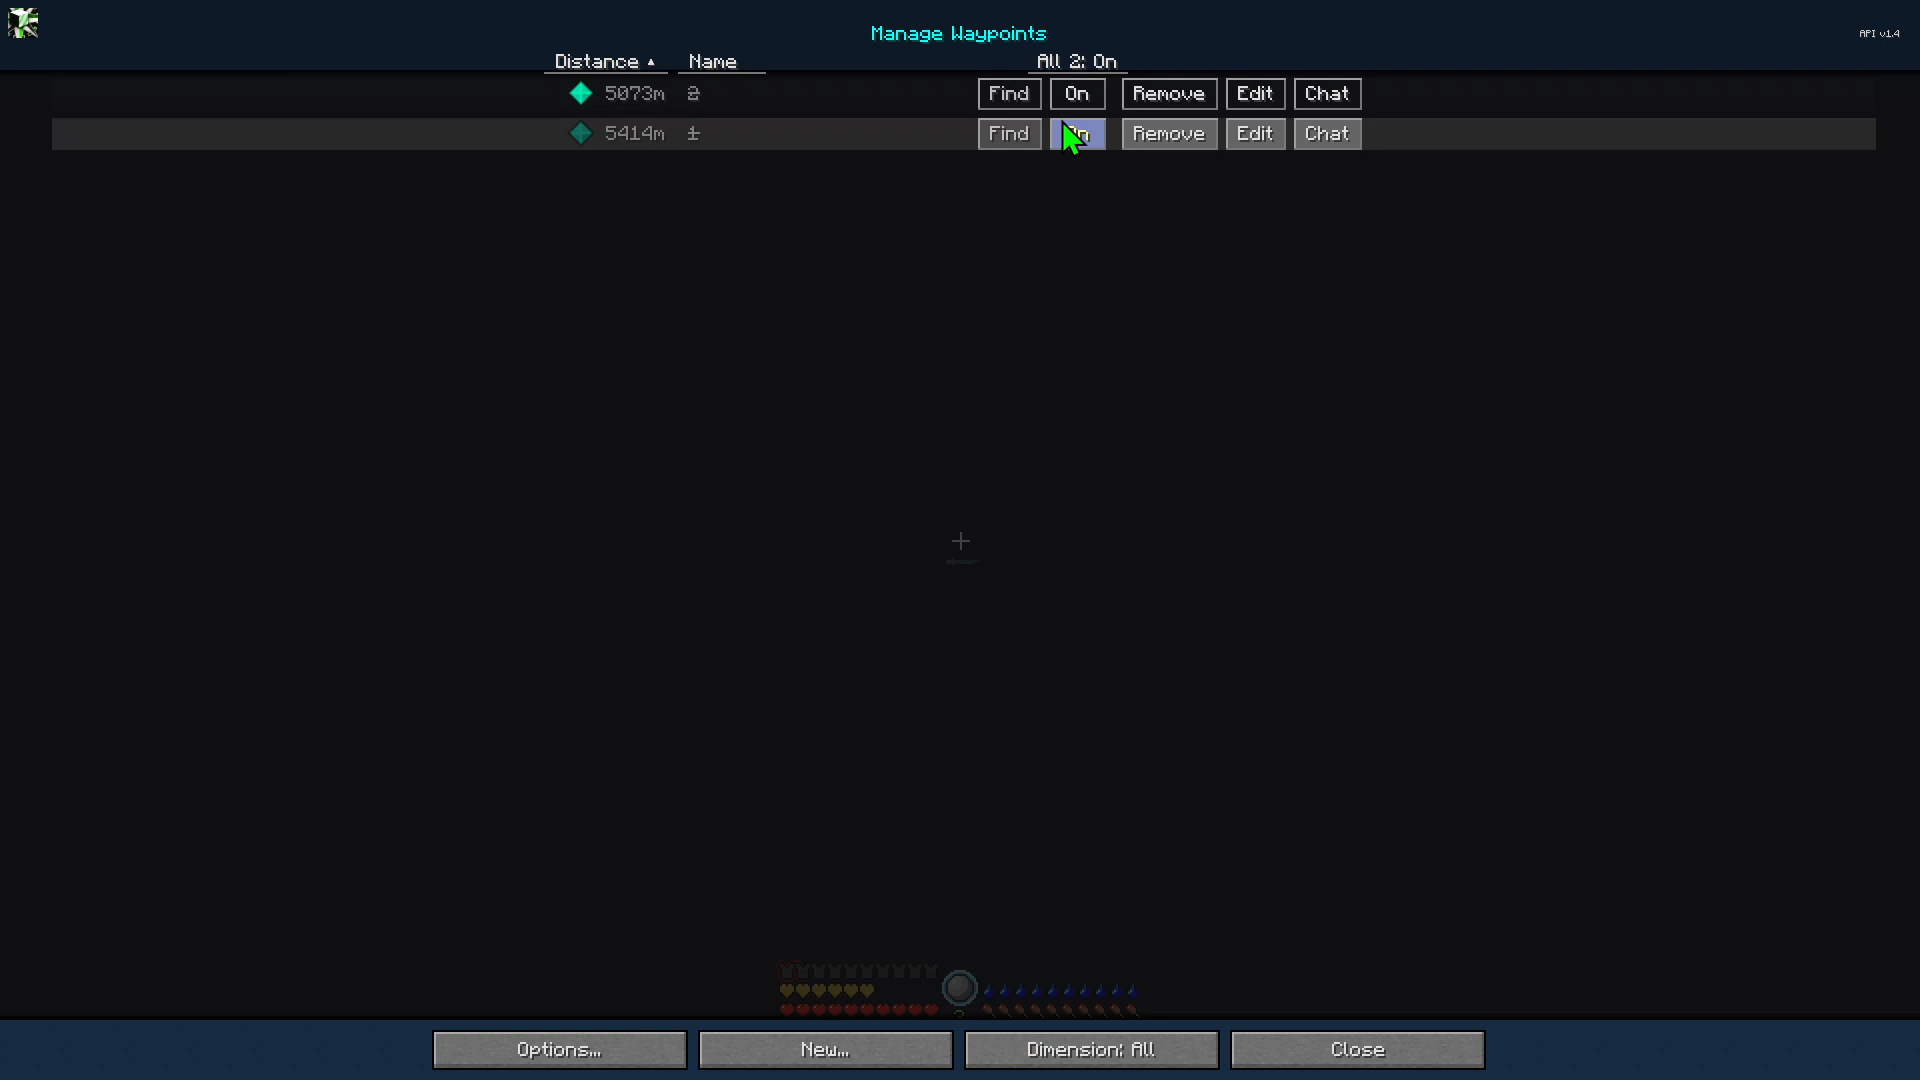 Manage Waypoints
API v1.4
Distance ▲ Name All 2: On
5073m 2 Find On Remove Edit Chat
5414m 1 Find On Remove Edit Chat
Options... New... Dimension: All Close